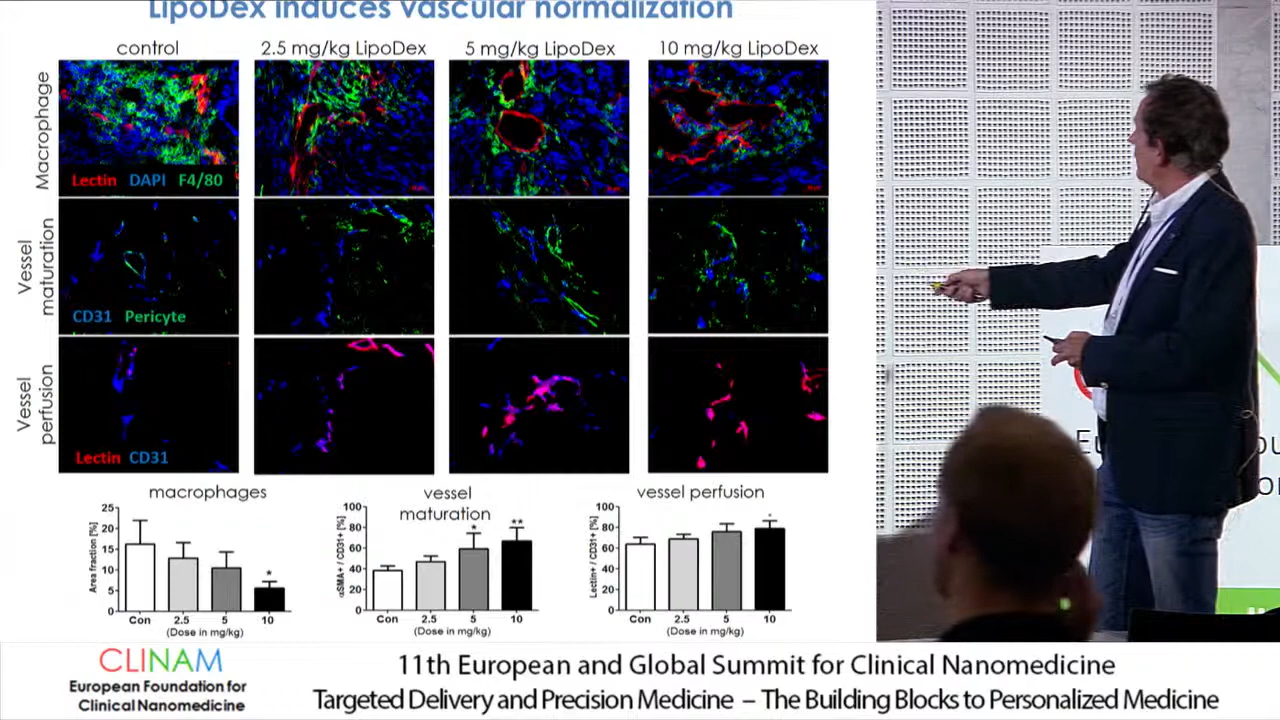 LipoDex induces vascular normalization
control
2.5 mg/kg LipoDex
5 mg/kg LipoDex
10 mg/kg LipoDex
Macrophage
Lectin DAPI F4/80
Vessel
maturation
CD31 Pericyte
Vessel
perfusion
Lectin CD31
macrophages
Area fraction [%]
25
20
15
10
5
0
*
Con 2.5 5 10
(Dose in mg/kg)
vessel
maturation
αSMA+ / CD31+ [%]
100
80
60
40
20
0
* **
Con 2.5 5 10
(Dose in mg/kg)
vessel perfusion
Lectin+ / CD31+ [%]
100
80
60
40
20
0
Con 2.5 5 10
(Dose in mg/kg)
CLINAM
European Foundation for
Clinical Nanomedicine
11th European and Global Summit for Clinical Nanomedicine
Targeted Delivery and Precision Medicine – The Building Blocks to Personalized Medicine